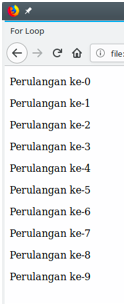 For Loop
file:
Perulangan ke-0
Perulangan ke-1
Perulangan ke-2
Perulangan ke-3
Perulangan ke-4
Perulangan ke-5
Perulangan ke-6
Perulangan ke-7
Perulangan ke-8
Perulangan ke-9